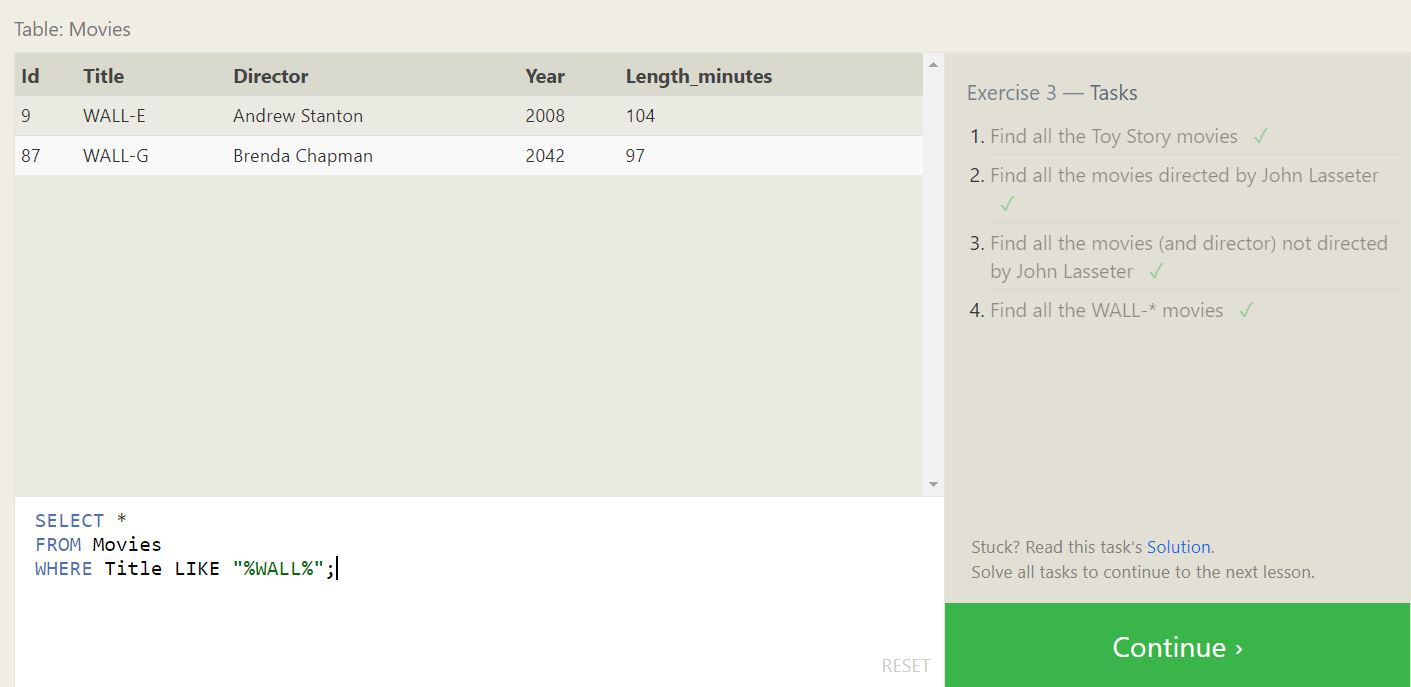 Table: Movies
Id Title Director Year Length_minutes
9 WALL-E Andrew Stanton 2008 104
87 WALL-G Brenda Chapman 2042 97
SELECT *
FROM Movies
WHERE Title LIKE "%WALL%";
RESET
Exercise 3 — Tasks
1. Find all the Toy Story movies ✓
2. Find all the movies directed by John Lasseter
✓
3. Find all the movies (and director) not directed
by John Lasseter ✓
4. Find all the WALL-* movies ✓
Stuck? Read this task's Solution.
Solve all tasks to continue to the next lesson.
Continue ›